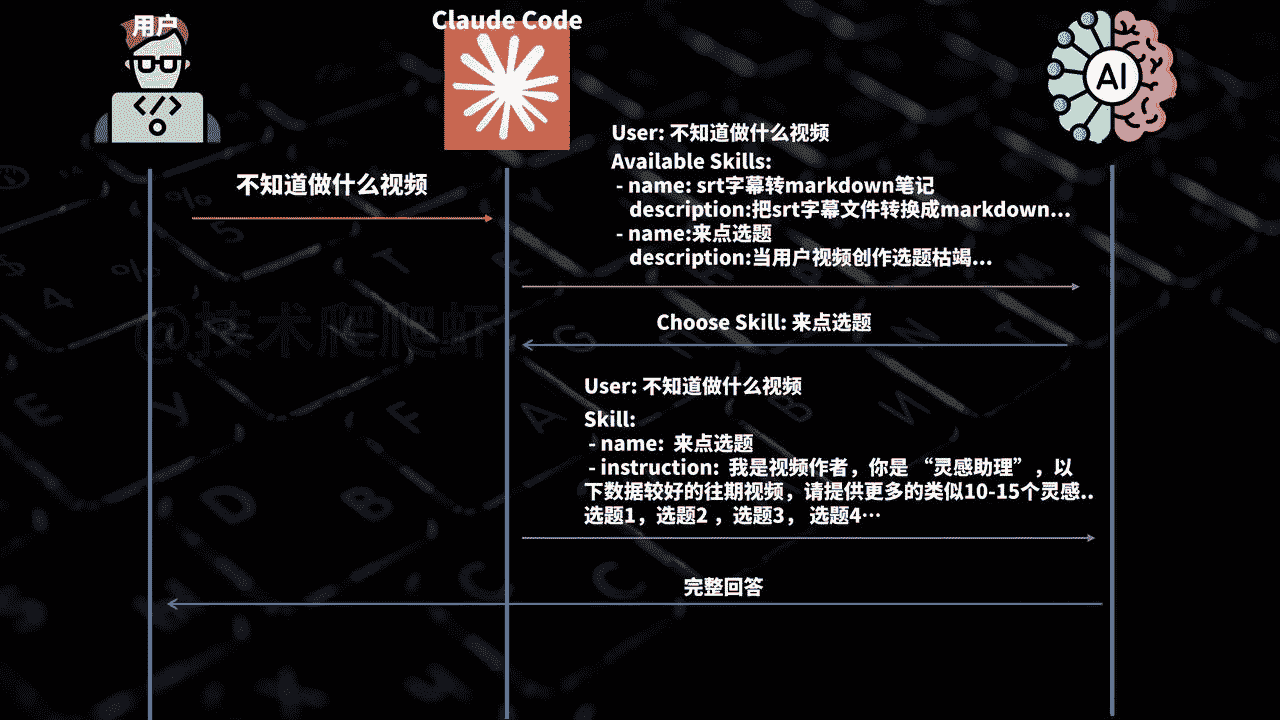 用户
Claude Code
AI
User: 不知道做什么视频
Available Skills:
- name: srt字幕转markdown笔记
description:把srt字幕文件转换成markdown...
- name:来点选题
description:当用户视频创作选题枯竭...
不知道做什么视频
@技术爬爬虾
Choose Skill: 来点选题
User: 不知道做什么视频
Skill:
- name: 来点选题
- instruction: 我是视频作者，你是 “灵感助理” ，以
下数据较好的往期视频，请提供更多的类似10-15个灵感..
选题1，选题2 ，选题3， 选题4…
完整回答